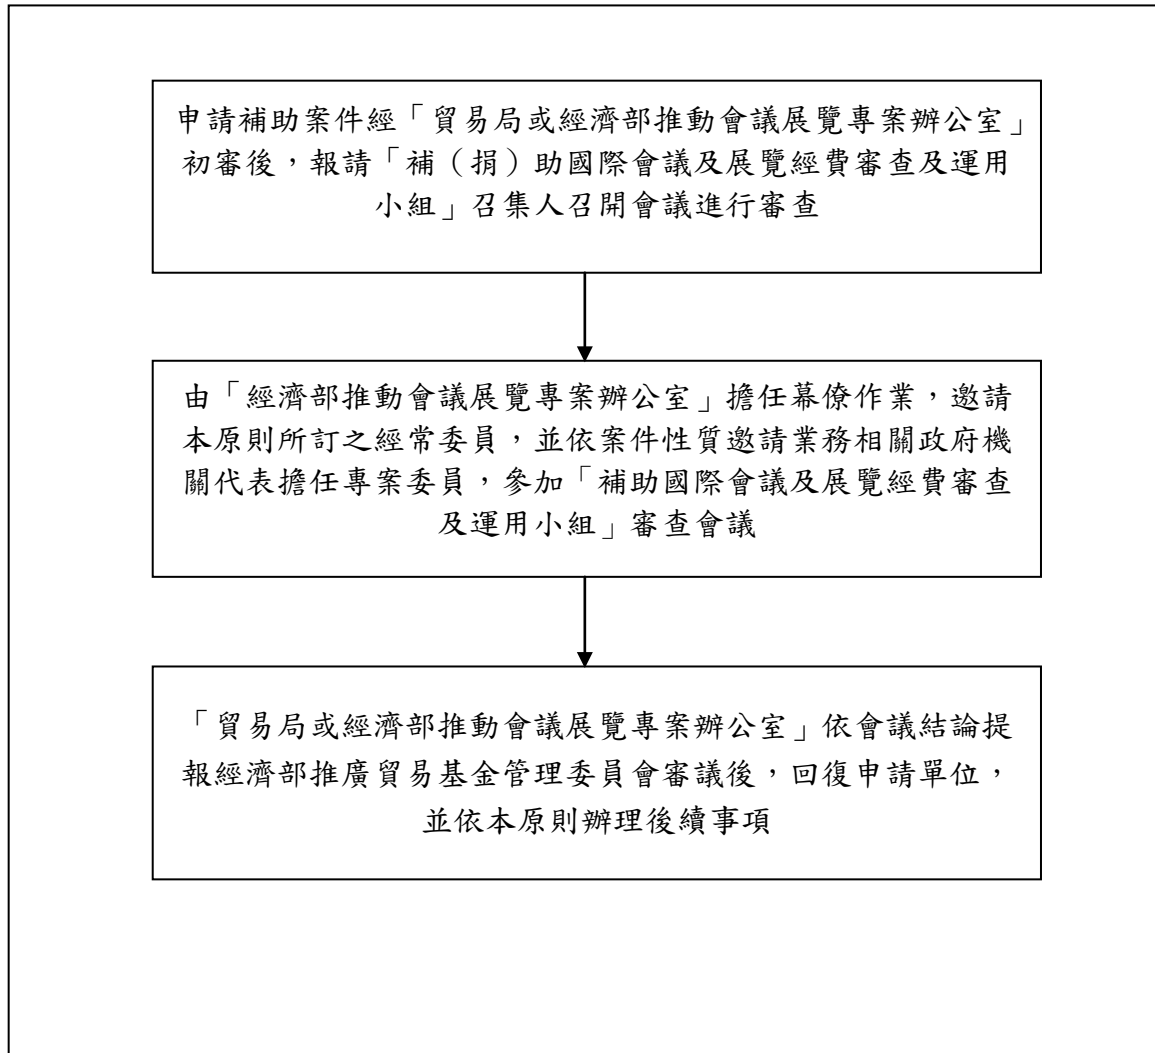 申請補助案件經「貿易局或經濟部推動會議展覽專案辦公室」
初審後，報請「補（捐）助國際會議及展覽經費審查及運用
小組」召集人召開會議進行審查
由「經濟部推動會議展覽專案辦公室」擔任幕僚作業，邀請
本原則所訂之經常委員，並依案件性質邀請業務相關政府機
關代表擔任專案委員，參加「補助國際會議及展覽經費審查
及運用小組」審查會議
「貿易局或經濟部推動會議展覽專案辦公室」依會議結論提
報經濟部推廣貿易基金管理委員會審議後，回復申請單位，
並依本原則辦理後續事項